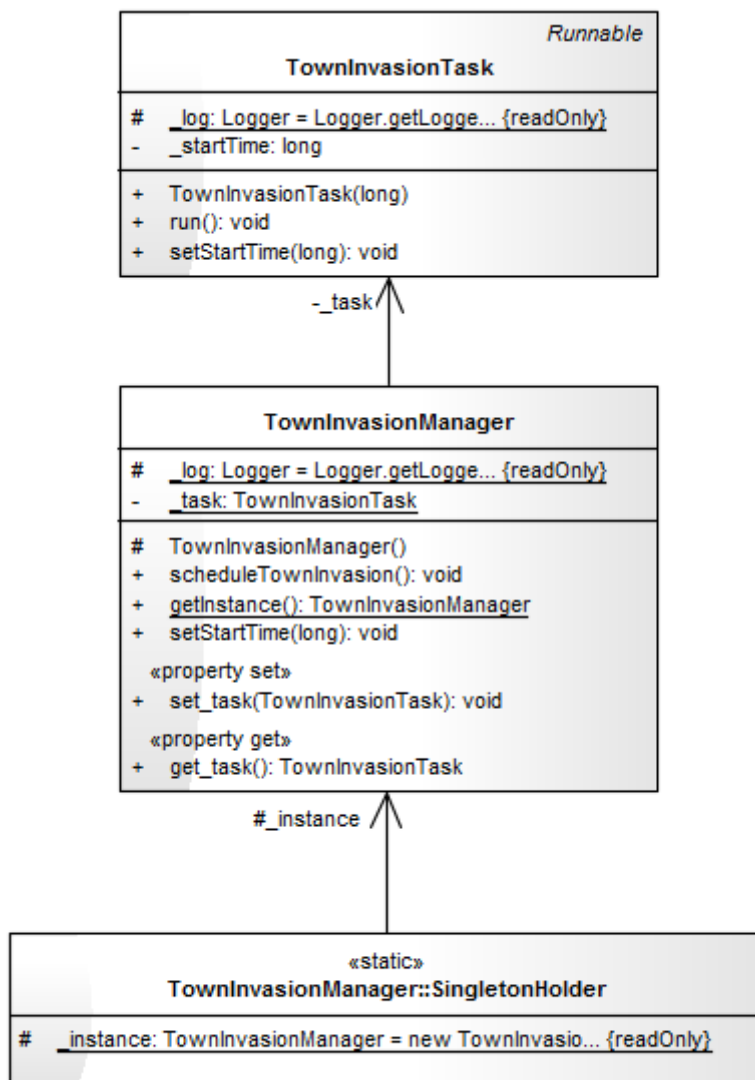 Runnable
TownInvasionTask
# _log: Logger = Logger.getLogge... {readOnly}
- _startTime: long
+ TownInvasionTask(long)
+ run(): void
+ setStartTime(long): void
-_task
TownInvasionManager
# _log: Logger = Logger.getLogge... {readOnly}
- _task: TownInvasionTask
# TownInvasionManager()
+ scheduleTownInvasion(): void
+ getInstance(): TownInvasionManager
+ setStartTime(long): void
«property set»
+ set_task(TownInvasionTask): void
«property get»
+ get_task(): TownInvasionTask
#_instance
«static»
TownInvasionManager::SingletonHolder
# _instance: TownInvasionManager = new TownInvasio... {readOnly}